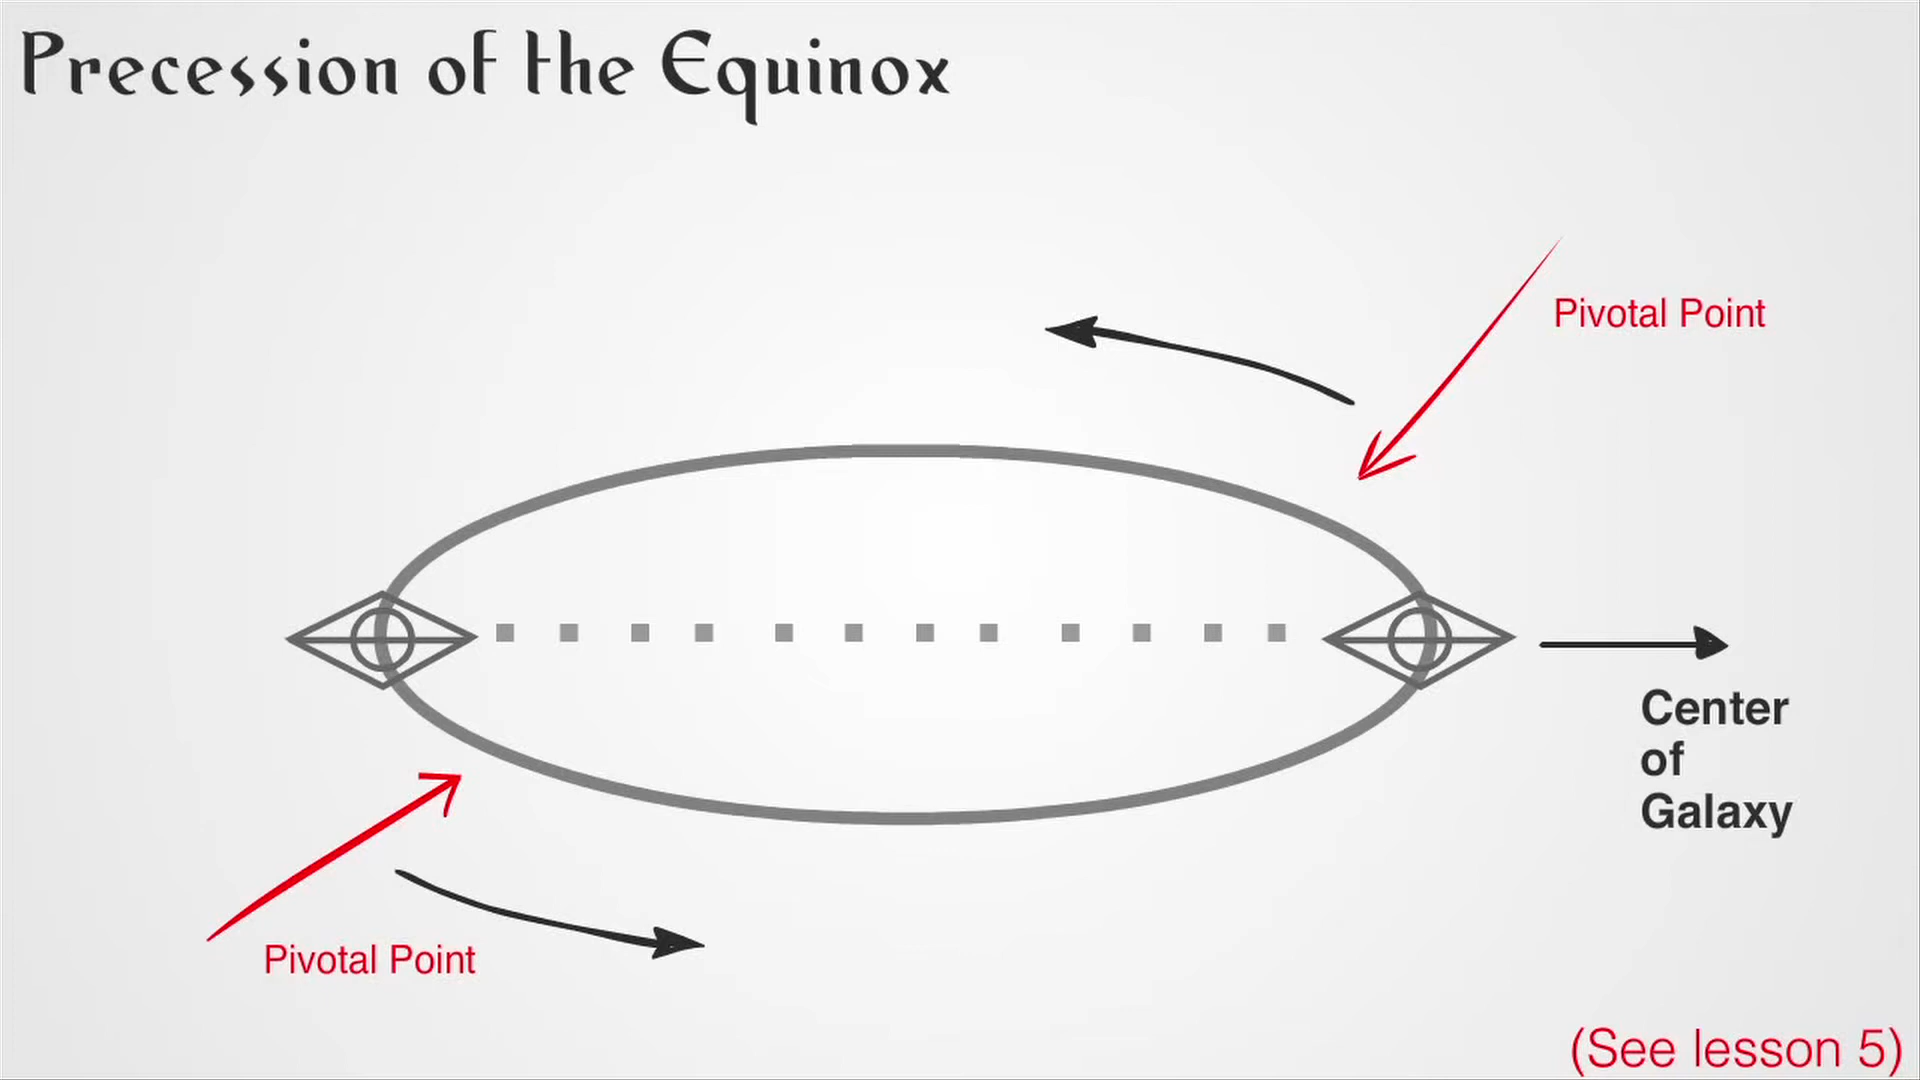 Precession of the Equinox
Pivotal Point
Center
of
Galaxy
Pivotal Point
(See lesson 5)